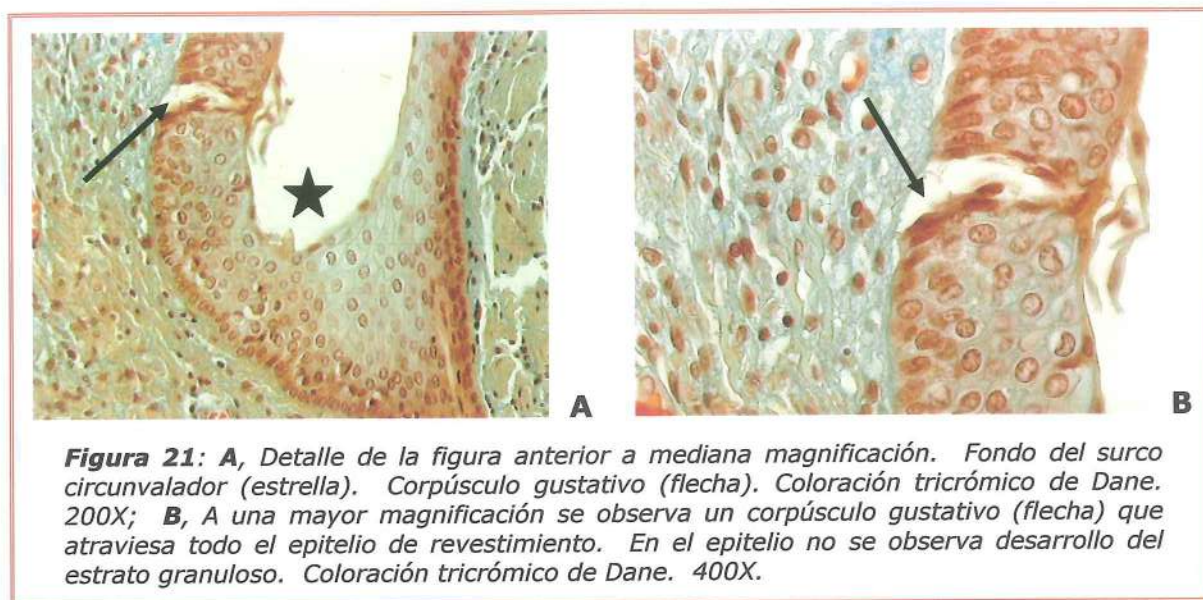 A
B
Figura 21: A, Detalle de la figura anterior a mediana magnificación. Fondo del surco
circunvalador (estrella). Corpúsculo gustativo (flecha). Coloración tricrómico de Dane.
200X; B, A una mayor magnificación se observa un corpúsculo gustativo (flecha) que
atraviesa todo el epitelio de revestimiento. En el epitelio no se observa desarrollo del
estrato granuloso. Coloración tricrómico de Dane. 400X.